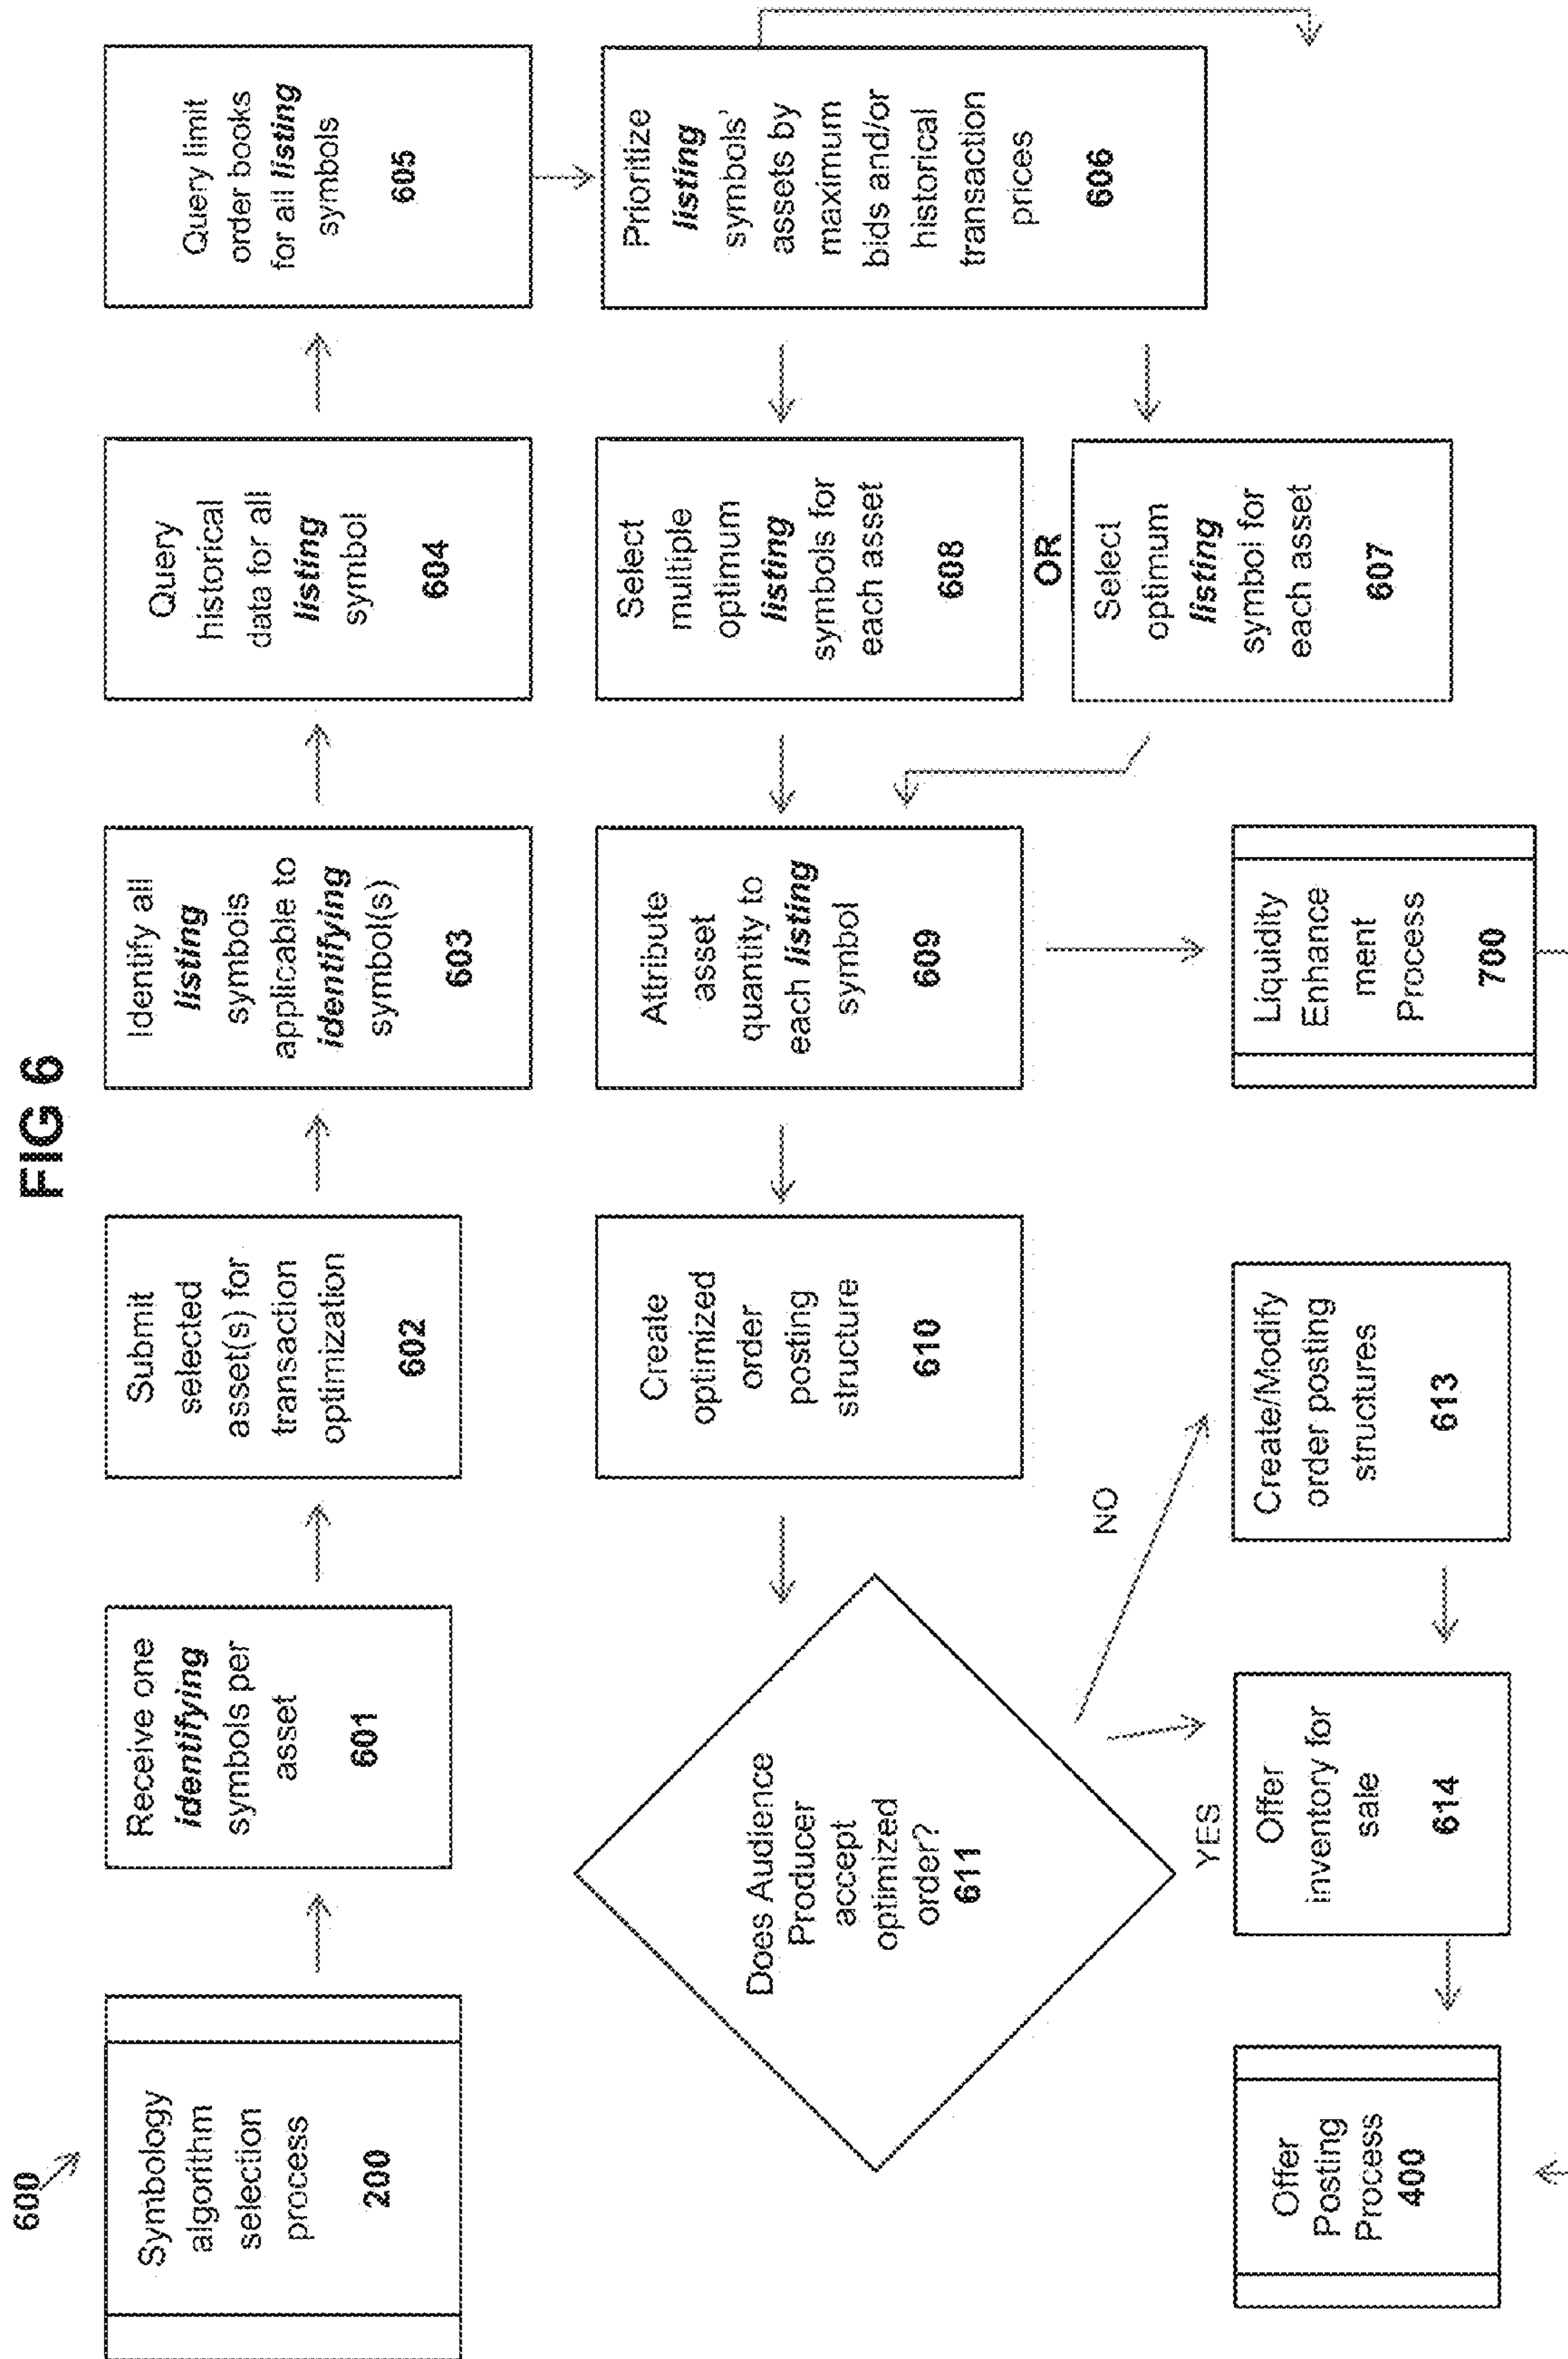 FIG 6
600
Symbology
algorithm
selection
process
200
Receive one
identifying
symbols per
asset
601
Submit
selected
asset(s) for
transaction
optimization
602
Identify all
listing
symbols
applicable to
identifying
symbol(s)
603
Query
historical
data for all
listing
symbol
604
Query limit
order books
for all listing
symbols
605
Prioritize
listing
symbols'
assets by
maximum
bids and/or
historical
transaction
prices
606
Select
multiple
optimum
listing
symbols for
each asset
608
OR
Select
optimum
listing
symbol for
each asset
607
Attribute
asset
quantity to
each listing
symbol
609
Create
optimized
order
posting
structure
610
Does Audience
Producer
accept
optimized
order?
611
NO
YES
Liquidity
Enhance
ment
Process
700
Create/Modify
order posting
structures
613
Offer
inventory for
sale
614
Offer
Posting
Process
400